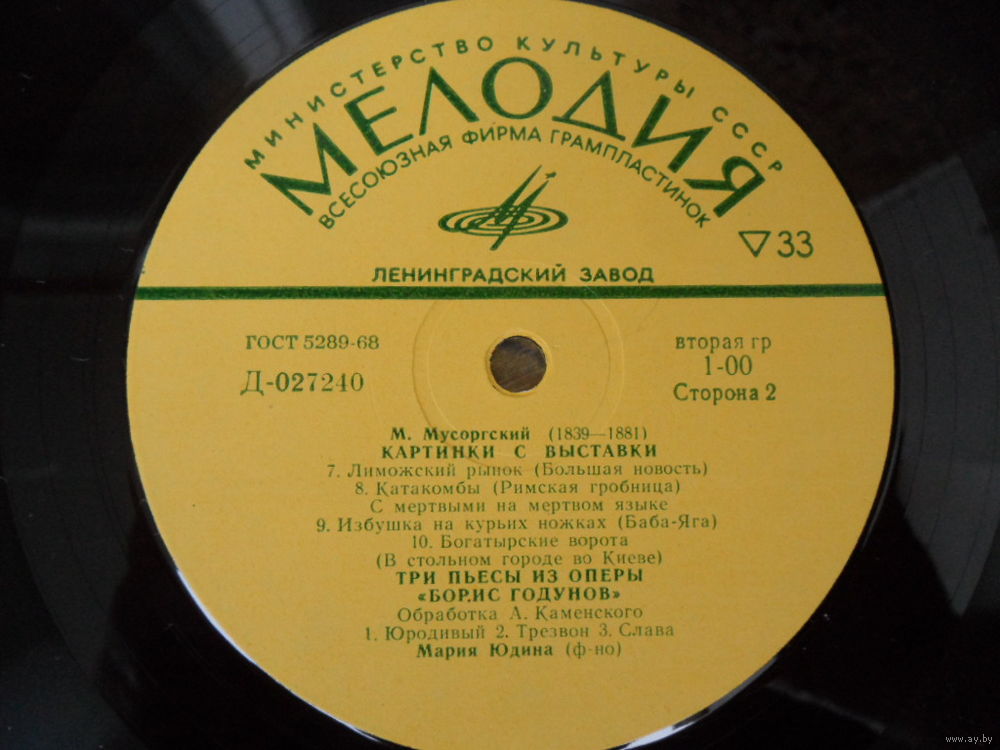 МИНИСТЕРСТВО КУЛЬТУРЫ СССР
МЕЛОДИЯ
ВСЕСОЮЗНАЯ ФИРМА ГРАМПЛАСТИНОК
33
ЛЕНИНГРАДСКИЙ ЗАВОД
ГОСТ 5289-68
Д-027240
вторая гр
1-00
Сторона 2
М. Мусоргский (1839—1881)
КАРТИНКИ С ВЫСТАВКИ
7. Лиможский рынок (Большая новость)
8. Катакомбы (Римская гробница)
С мертвыми на мертвом языке
9. Избушка на курьих ножках (Баба-Яга)
10. Богатырские ворота
(В стольном городе во Киеве)
ТРИ ПЬЕСЫ ИЗ ОПЕРЫ
«БОРИС ГОДУНОВ»
Обработка А. Каменского
1. Юродивый 2. Трезвон 3. Слава
Мария Юдина (ф-но)
www.ay.by